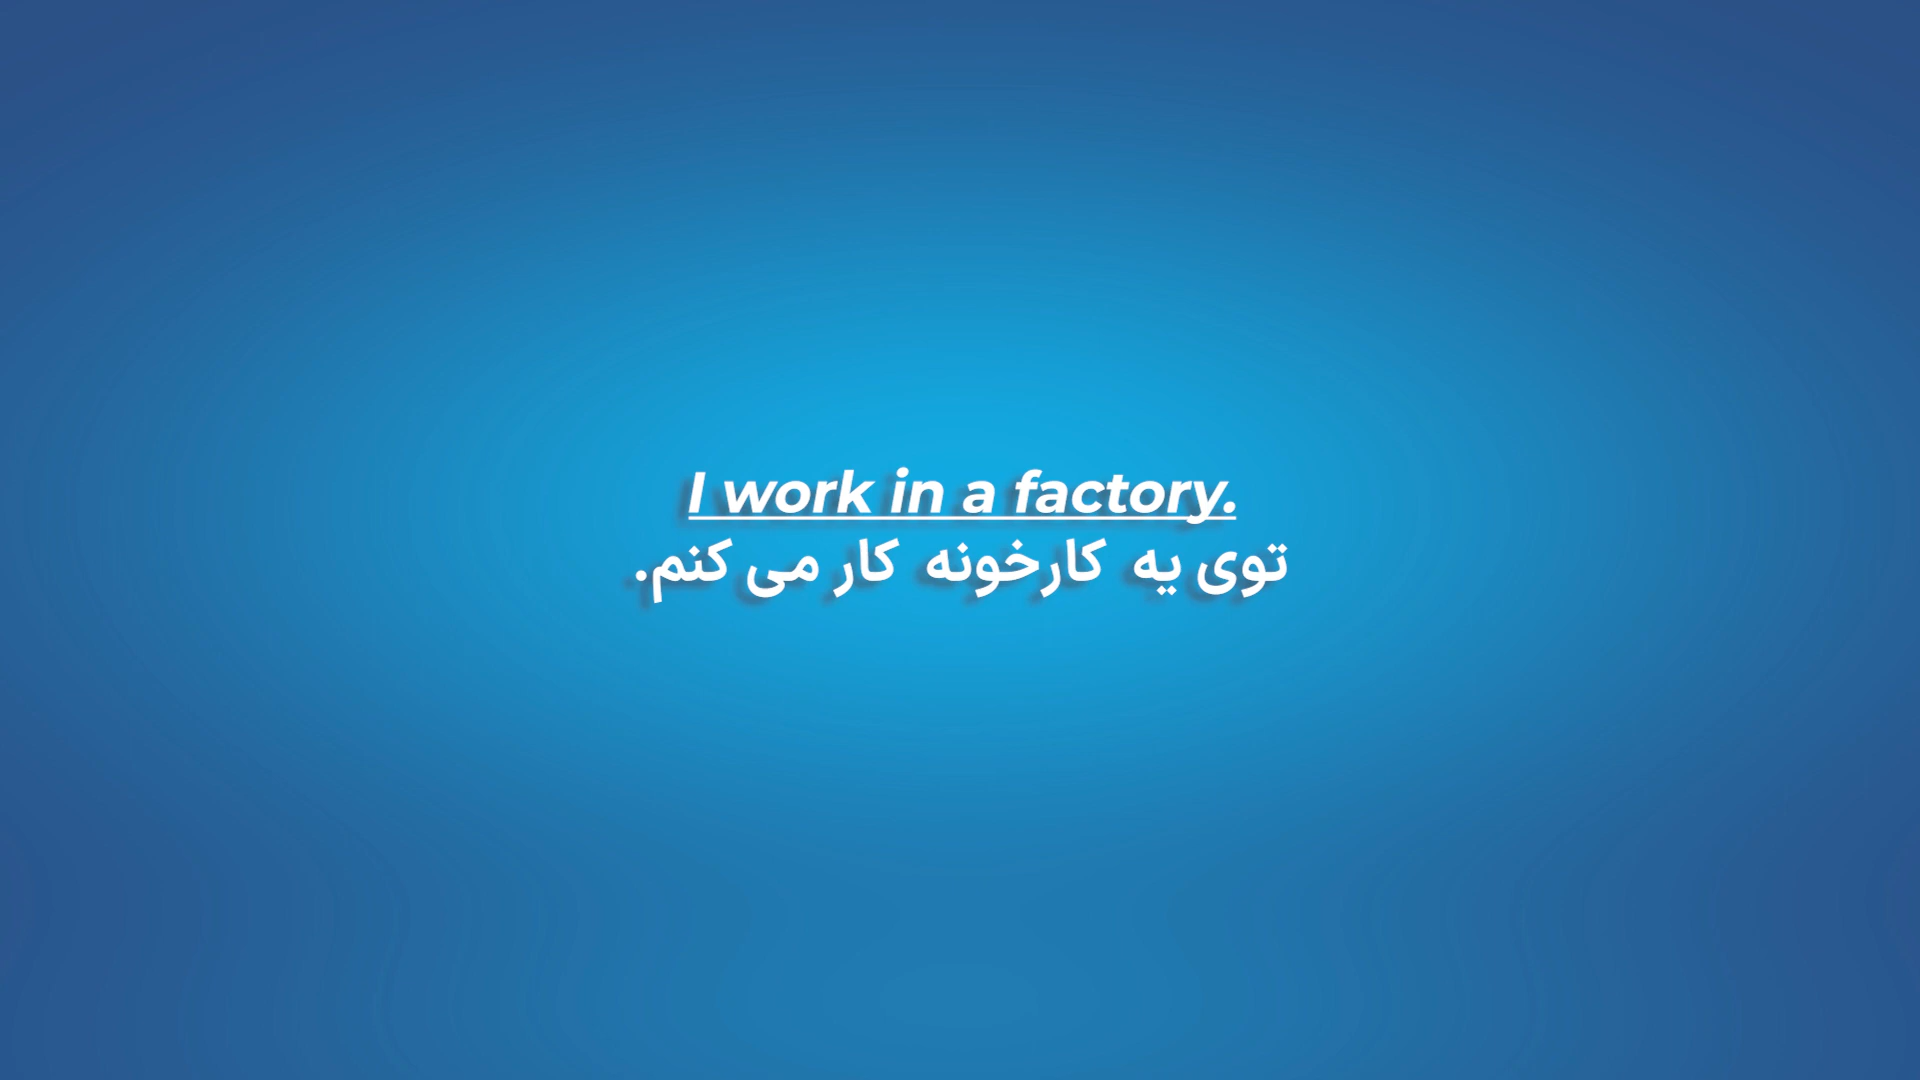 I work in a factory.
توی یه کارخونه کار می کنم.